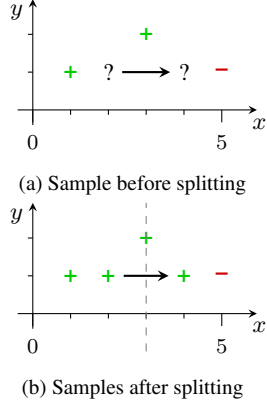 y
+
+ ? ? −
x
0 5
(a) Sample before splitting
y
+
+ + + −
x
0 5
(b) Samples after splitting